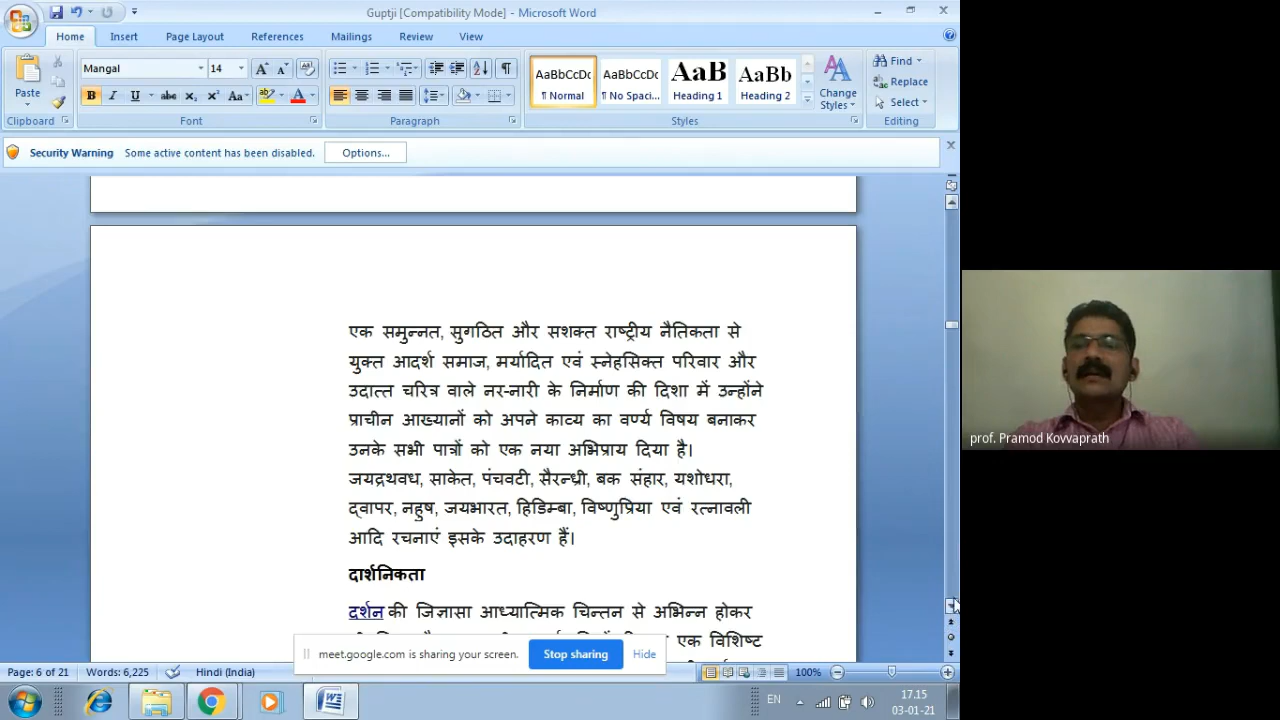 Guptji [Compatibility Mode] - Microsoft Word
Home Insert Page Layout References Mailings Review View
Paste
Mangal 14
AaBbCcDc AaBbCcDc AaB AaBb
¶ Normal ¶ No Spaci... Heading 1 Heading 2
Change Styles
Find
Replace
Select
Clipboard Font Paragraph Styles Editing
Security Warning Some active content has been disabled. Options...
एक समुन्नत, सुगठित और सशक्त राष्ट्रीय नैतिकता से
युक्त आदर्श समाज, मर्यादित एवं स्नेहसिक्त परिवार और
उदात्त चरित्र वाले नर-नारी के निर्माण की दिशा में उन्होंने
प्राचीन आख्यानों को अपने काव्य का वर्ण्य विषय बनाकर
उनके सभी पात्रों को एक नया अभिप्राय दिया है।
जयद्रथवध, साकेत, पंचवटी, सैरन्ध्री, बक संहार, यशोधरा,
द्वापर, नहुष, जयभारत, हिडिम्बा, विष्णुप्रिया एवं रत्नावली
आदि रचनाएं इसके उदाहरण हैं।
दार्शनिकता
दर्शन की जिज्ञासा आध्यात्मिक चिन्तन से अभिन्न होकर
एक विशिष्ट
meet.google.com is sharing your screen. Stop sharing Hide
prof. Pramod Kovvaprath
Page: 6 of 21 Words: 6,225 Hindi (India) 100%
EN 17.15
03-01-21